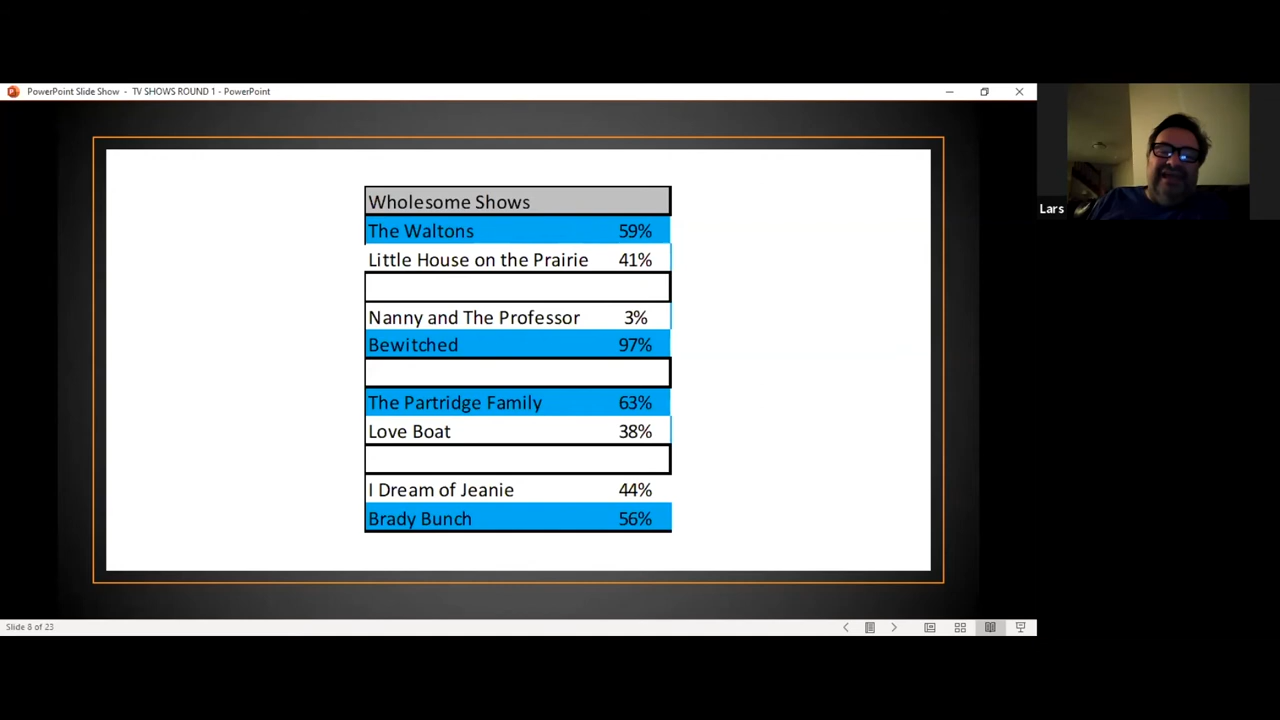 PowerPoint Slide Show - TV SHOWS ROUND 1 - PowerPoint
Lars
Wholesome Shows
The Waltons 59%
Little House on the Prairie 41%
Nanny and The Professor 3%
Bewitched 97%
The Partridge Family 63%
Love Boat 38%
I Dream of Jeanie 44%
Brady Bunch 56%
Slide 8 of 23